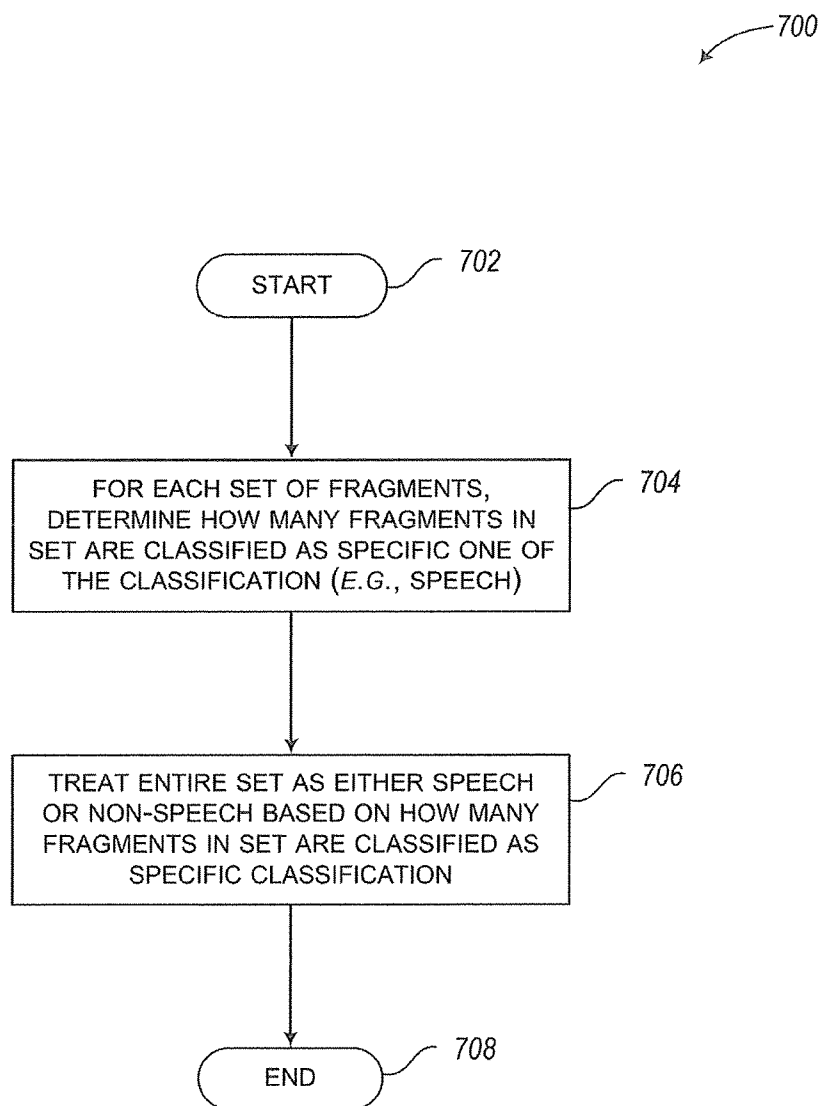 700
START
702
FOR EACH SET OF FRAGMENTS,
DETERMINE HOW MANY FRAGMENTS IN
SET ARE CLASSIFIED AS SPECIFIC ONE OF
THE CLASSIFICATION (E.G., SPEECH)
704
TREAT ENTIRE SET AS EITHER SPEECH
OR NON-SPEECH BASED ON HOW MANY
FRAGMENTS IN SET ARE CLASSIFIED AS
SPECIFIC CLASSIFICATION
706
END
708